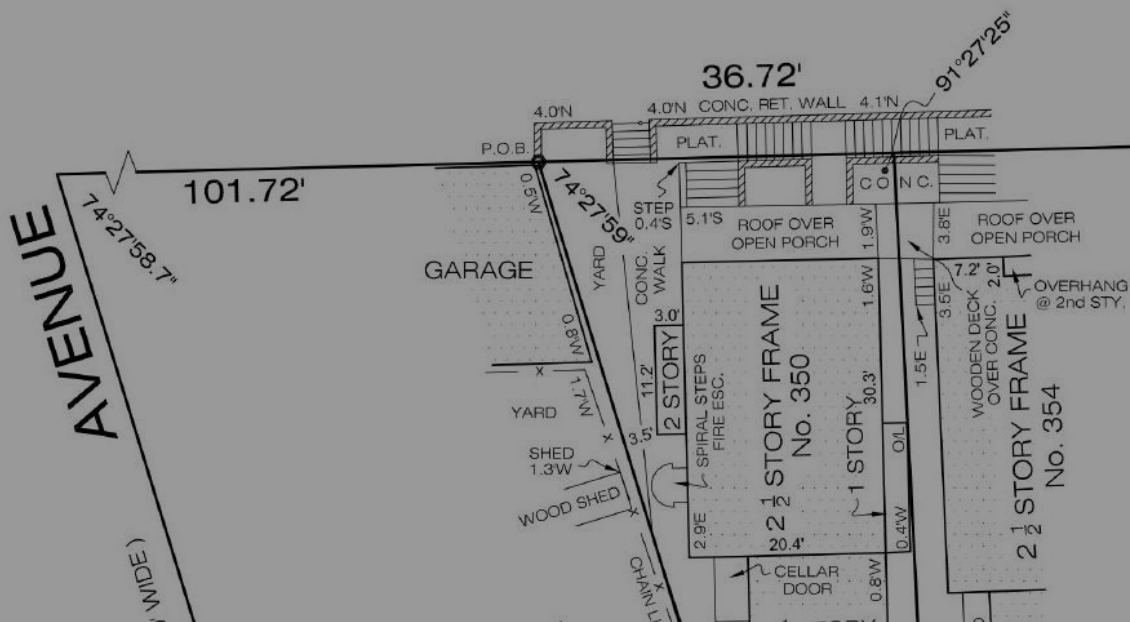 36.72'
91°27'25"
4.0'N
4.0'N CONC. RET. WALL 4.1'N
P.O.B.
PLAT.
PLAT.
101.72'
74°27'58.7"
AVENUE
0.5'W
74°27'59"
STEP
0.4'S
5.1'S
CONC.
ROOF OVER
OPEN PORCH
1.9'W
3.8'E
ROOF OVER
OPEN PORCH
GARAGE
YARD
CONC.
WALK
1.6'W
3.5'E
7.2'
2.0'
OVERHANG
@ 2nd STY.
WOODEN DECK
OVER CONC.
1.5'E
0.8'W
3.0'
2 STORY
11.2'
3.5'
SPIRAL STEPS
FIRE ESC.
2 1/2 STORY FRAME
No. 350
30.3'
1 STORY
O/L
2 1/2 STORY FRAME
No. 354
YARD
1.7'W
SHED
1.3'W
WOOD SHED
2.9'E
20.4'
0.4'W
CELLAR
DOOR
0.8'W
CHAIN
WIDE )